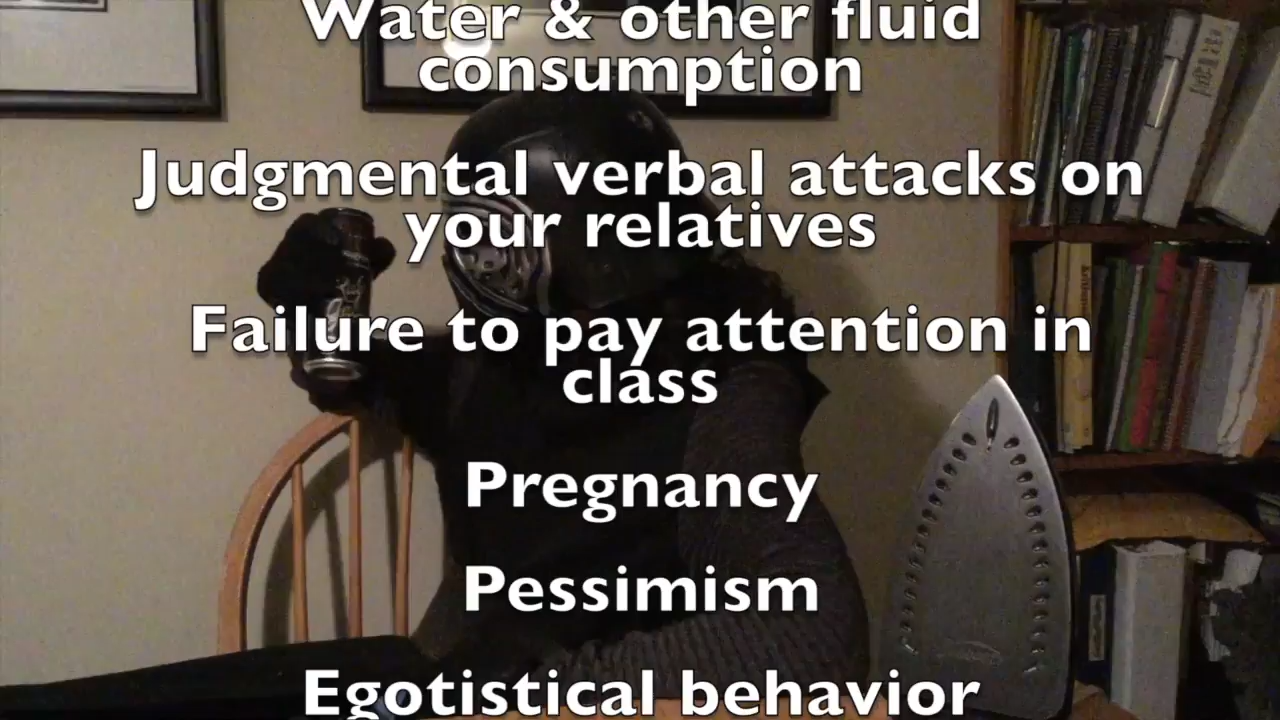 Water & other fluid
consumption
Judgmental verbal attacks on
your relatives
Failure to pay attention in
class
Pregnancy
Pessimism
Egotistical behavior